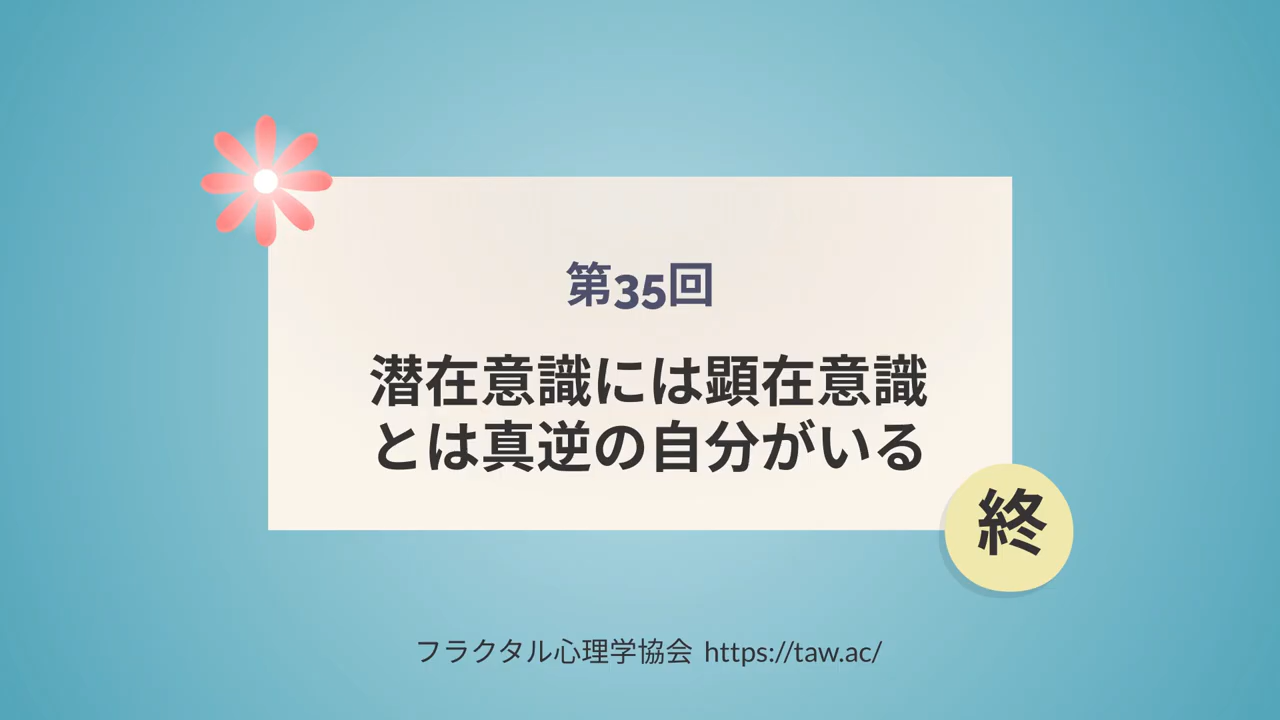 第35回
潜在意識には顕在意識
とは真逆の自分がいる
終
フラクタル心理学協会 https://taw.ac/